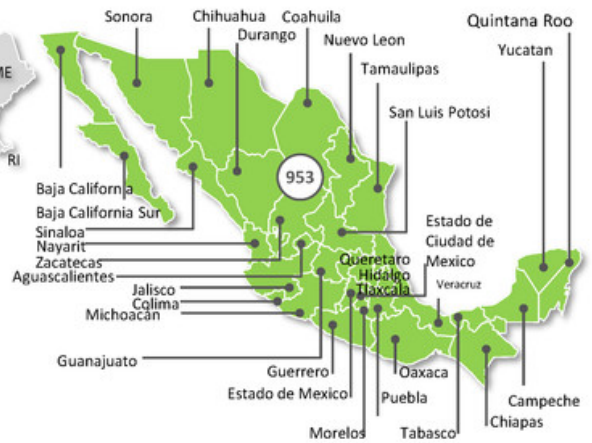 Sonora
Chihuahua
Coahuila
Quintana Roo
Durango
Nuevo Leon
Yucatan
Tamaulipas
ME
San Luis Potosi
RI
953
Baja California
Baja California Sur
Estado de
Ciudad de
Mexico
Sinaloa
Nayarit
Zacatecas
Queretaro
Hidalgo
Tlaxcala
Aguascalientes
Veracruz
Jalisco
Colima
Michoacán
Guanajuato
Guerrero
Oaxaca
Estado de Mexico
Puebla
Campeche
Chiapas
Morelos
Tabasco